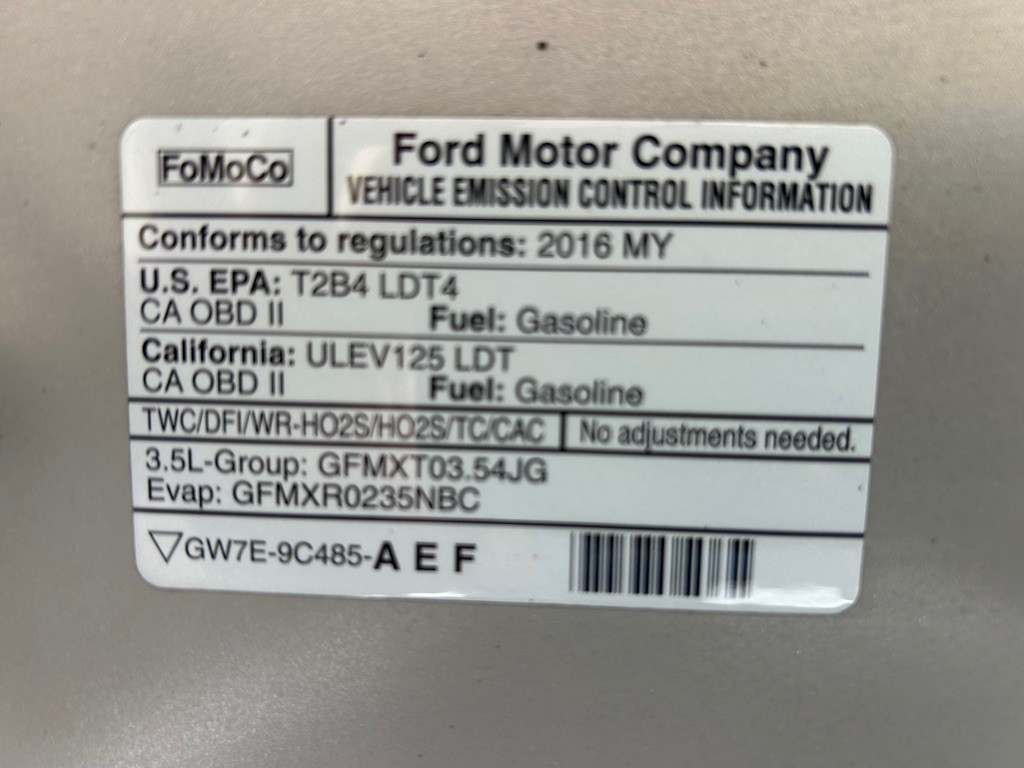 FoMoCo
Ford Motor Company
VEHICLE EMISSION CONTROL INFORMATION
Conforms to regulations: 2016 MY
U.S. EPA: T2B4 LDT4
CA OBD II Fuel: Gasoline
California: ULEV125 LDT
CA OBD II Fuel: Gasoline
TWC/DFI/WR-HO2S/HO2S/TC/CAC No adjustments needed.
3.5L-Group: GFMXT03.54JG
Evap: GFMXR0235NBC
▽GW7E-9C485-A E F